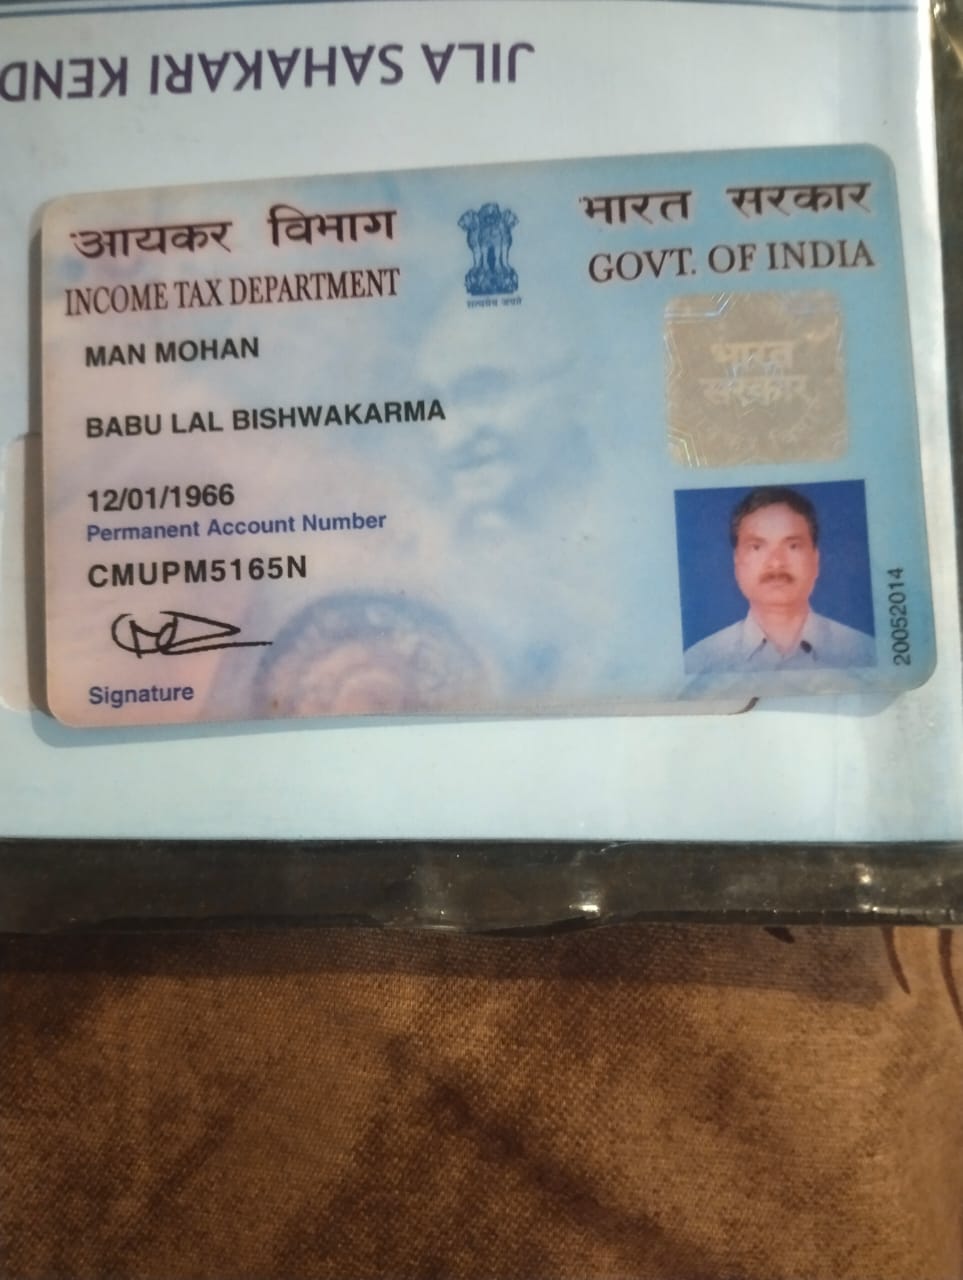 JILA SAHAKARI KEND
आयकर विभाग
INCOME TAX DEPARTMENT
सत्यमेव जयते
भारत सरकार
GOVT. OF INDIA
भारत
सरकार
MAN MOHAN
BABU LAL BISHWAKARMA
12/01/1966
Permanent Account Number
CMUPM5165N
Signature
20052014